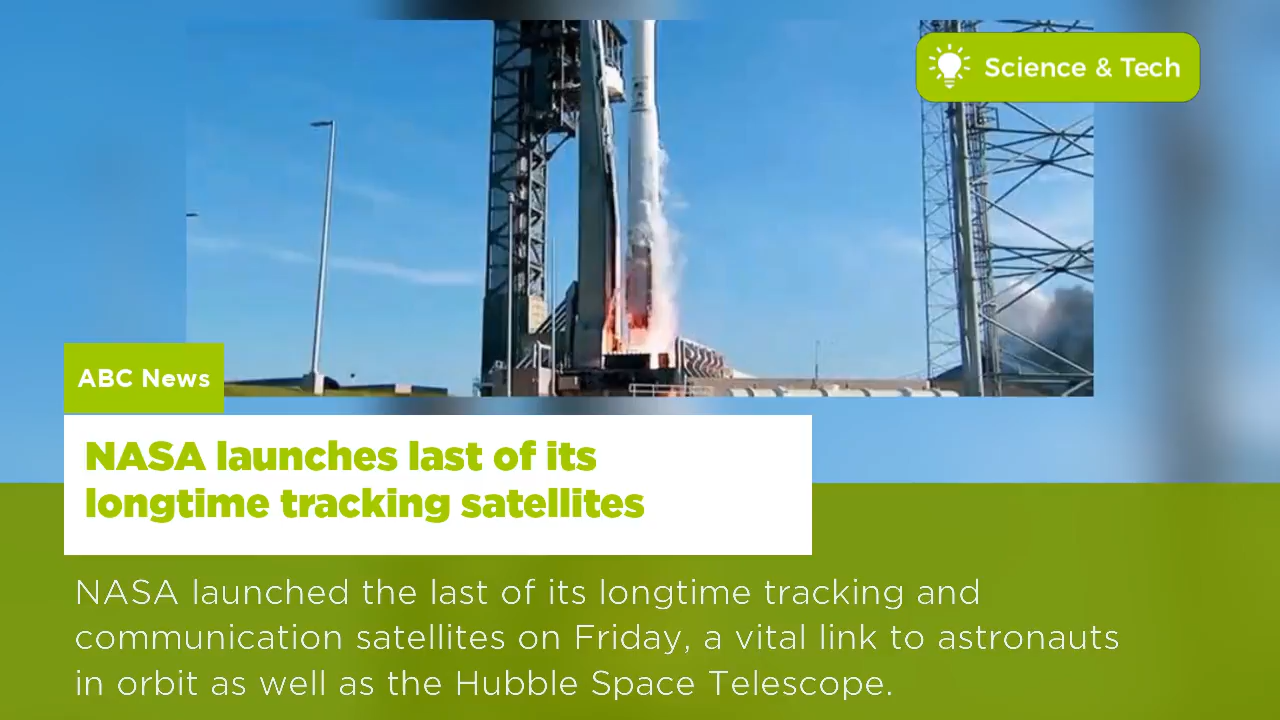 Science & Tech
ABC News
NASA launches last of its
longtime tracking satellites
NASA launched the last of its longtime tracking and
communication satellites on Friday, a vital link to astronauts
in orbit as well as the Hubble Space Telescope.